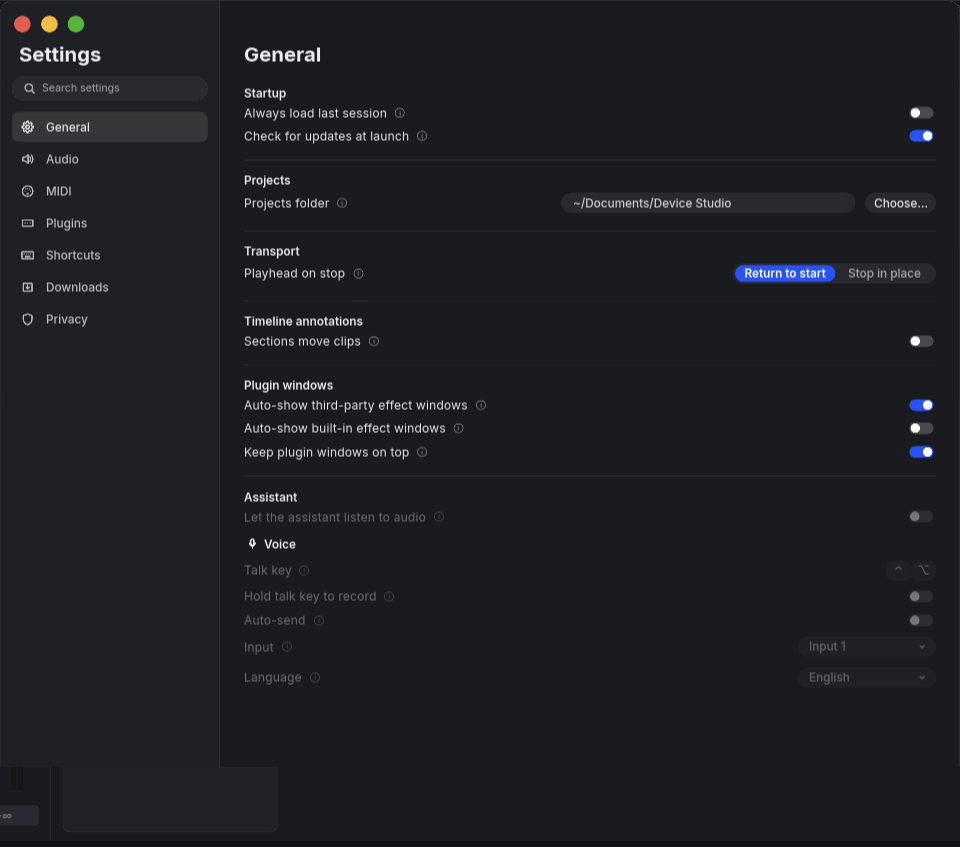 Settings
Search settings
General
Audio
MIDI
Plugins
Shortcuts
Downloads
Privacy
General
Startup
Always load last session
Check for updates at launch
Projects
Projects folder ~/Documents/Device Studio Choose...
Transport
Playhead on stop Return to start Stop in place
Timeline annotations
Sections move clips
Plugin windows
Auto-show third-party effect windows
Auto-show built-in effect windows
Keep plugin windows on top
Assistant
Let the assistant listen to audio
Voice
Talk key ⌃ ⌥
Hold talk key to record
Auto-send
Input Input 1
Language English
-∞